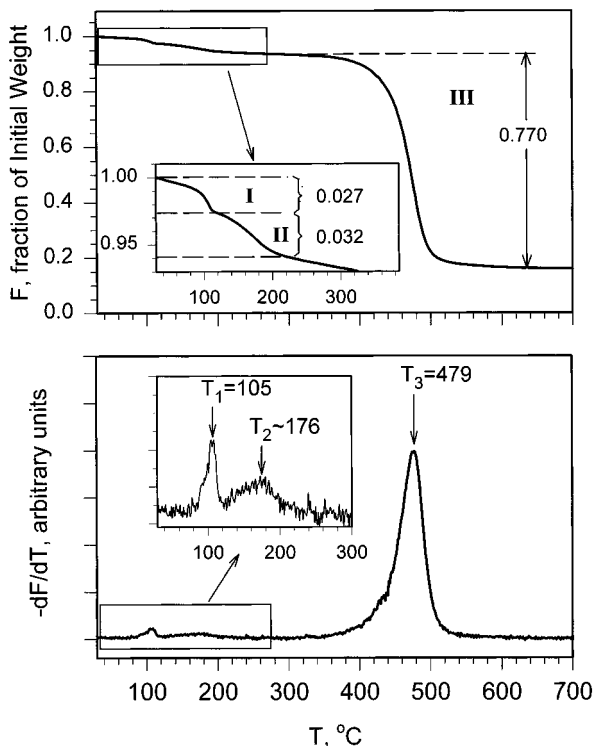 F, fraction of Initial Weight
1.0
0.8
0.6
0.4
0.2
0.0
III
0.770
1.00
0.95
I
0.027
II
0.032
100 200 300
-dF/dT, arbitrary units
T3=479
T1=105
T2~176
100 200 300
100 200 300 400 500 600 700
T, °C